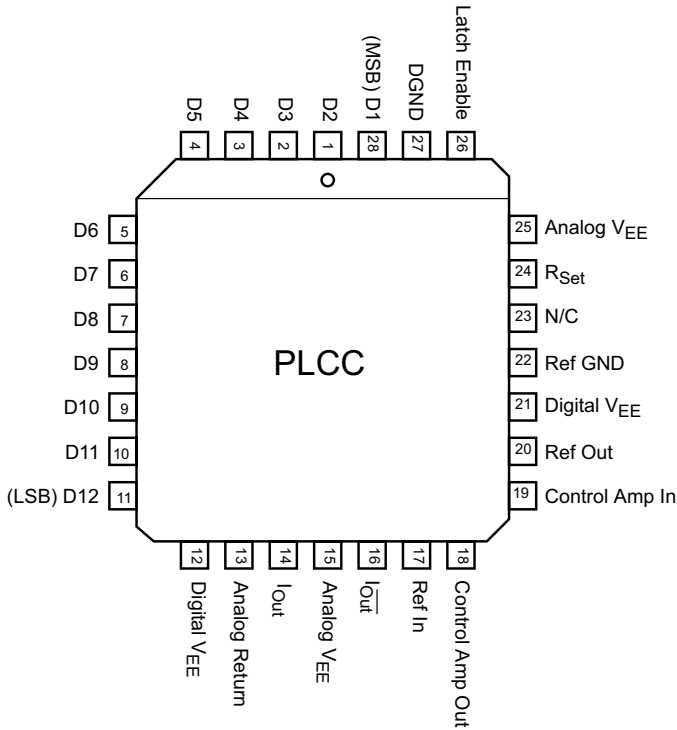 D5
D4
D3
D2
(MSB) D1
DGND
Latch Enable
4
3
2
1
28
27
26
D6 5
D7 6
D8 7
D9 8
D10 9
D11 10
(LSB) D12 11
PLCC
25 Analog VEE
24 RSet
23 N/C
22 Ref GND
21 Digital VEE
20 Ref Out
19 Control Amp In
12
13
14
15
16
17
18
Digital VEE
Analog Return
IOut
Analog VEE
I̅O̅u̅t̅
Ref In
Control Amp Out